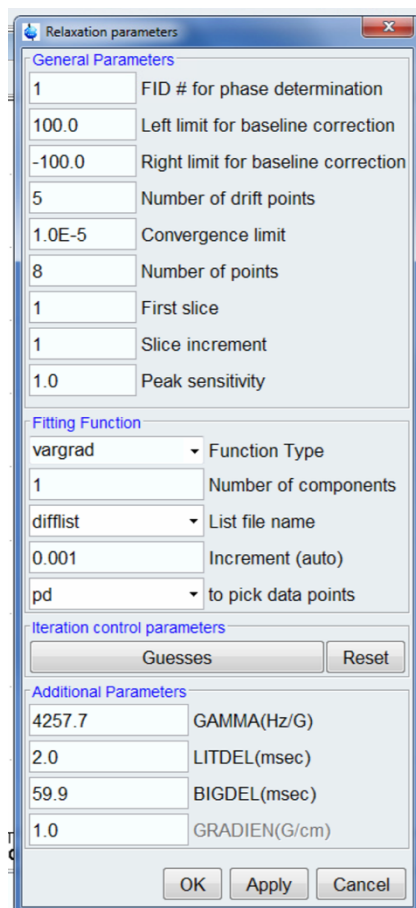 Relaxation parameters
General Parameters
1 FID # for phase determination
100.0 Left limit for baseline correction
-100.0 Right limit for baseline correction
5 Number of drift points
1.0E-5 Convergence limit
8 Number of points
1 First slice
1 Slice increment
1.0 Peak sensitivity
Fitting Function
vargrad Function Type
1 Number of components
difflist List file name
0.001 Increment (auto)
pd to pick data points
Iteration control parameters
Guesses Reset
Additional Parameters
4257.7 GAMMA(Hz/G)
2.0 LITDEL(msec)
59.9 BIGDEL(msec)
1.0 GRADIEN(G/cm)
OK Apply Cancel